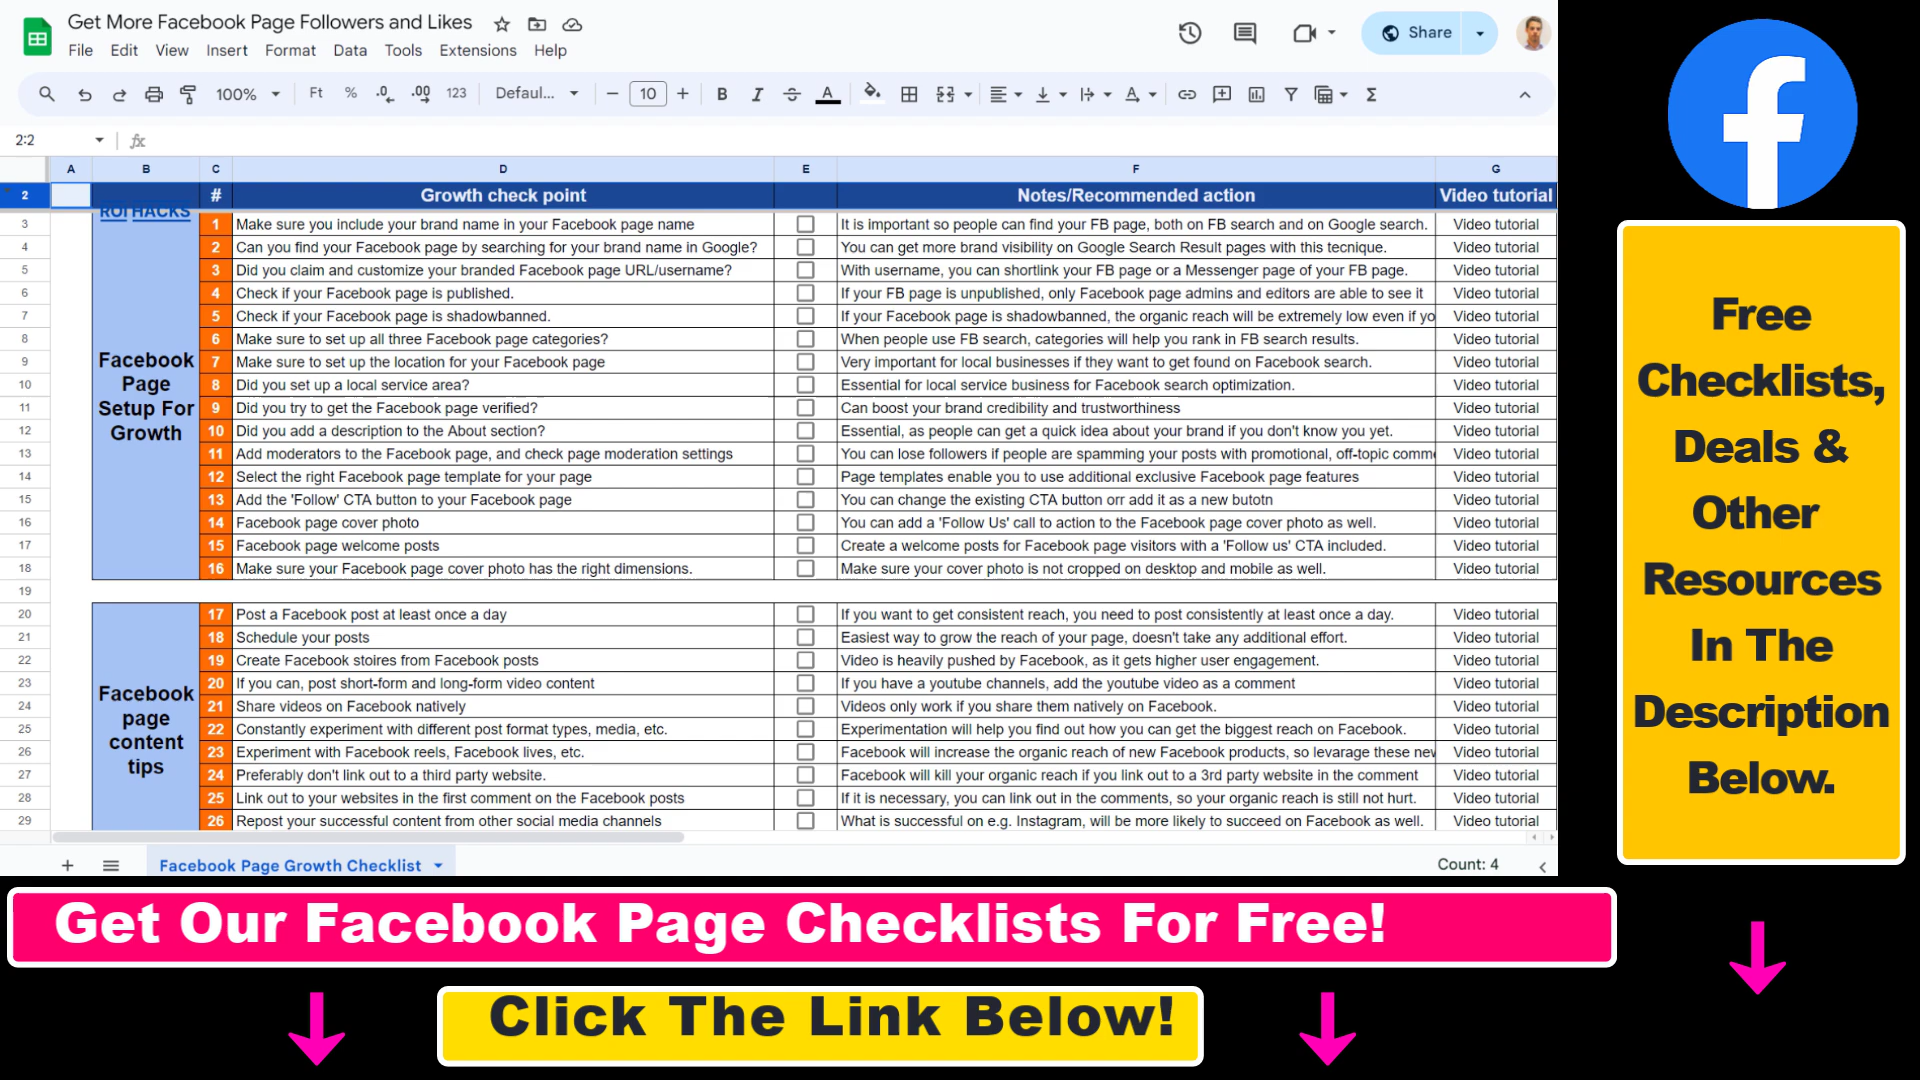 Get More Facebook Page Followers and Likes
File Edit View Insert Format Data Tools Extensions Help
Share
100% Ft % .0 .00 123 Defaul... 10 B I A Σ
2:2 fx
A B C D E F G
2 # Growth check point Notes/Recommended action Video tutorial
ROI HACKS
3 1 Make sure you include your brand name in your Facebook page name It is important so people can find your FB page, both on FB search and on Google search. Video tutorial
4 2 Can you find your Facebook page by searching for your brand name in Google? You can get more brand visibility on Google Search Result pages with this tecnique. Video tutorial
5 3 Did you claim and customize your branded Facebook page URL/username? With username, you can shortlink your FB page or a Messenger page of your FB page. Video tutorial
6 4 Check if your Facebook page is published. If your FB page is unpublished, only Facebook page admins and editors are able to see it Video tutorial
7 5 Check if your Facebook page is shadowbanned. If your Facebook page is shadowbanned, the organic reach will be extremely low even if yo Video tutorial
8 6 Make sure to set up all three Facebook page categories? When people use FB search, categories will help you rank in FB search results. Video tutorial
9 7 Make sure to set up the location for your Facebook page Very important for local businesses if they want to get found on Facebook search. Video tutorial
10 8 Did you set up a local service area? Essential for local service business for Facebook search optimization. Video tutorial
11 9 Did you try to get the Facebook page verified? Can boost your brand credibility and trustworthiness Video tutorial
12 10 Did you add a description to the About section? Essential, as people can get a quick idea about your brand if you don't know you yet. Video tutorial
13 11 Add moderators to the Facebook page, and check page moderation settings You can lose followers if people are spamming your posts with promotional, off-topic comme Video tutorial
14 12 Select the right Facebook page template for your page Page templates enable you to use additional exclusive Facebook page features Video tutorial
15 13 Add the 'Follow' CTA button to your Facebook page You can change the existing CTA button orr add it as a new butotn Video tutorial
16 14 Facebook page cover photo You can add a 'Follow Us' call to action to the Facebook page cover photo as well. Video tutorial
17 15 Facebook page welcome posts Create a welcome posts for Facebook page visitors with a 'Follow us' CTA included. Video tutorial
18 16 Make sure your Facebook page cover photo has the right dimensions. Make sure your cover photo is not cropped on desktop and mobile as well. Video tutorial
Facebook
Page
Setup For
Growth
19
20 17 Post a Facebook post at least once a day If you want to get consistent reach, you need to post consistently at least once a day. Video tutorial
21 18 Schedule your posts Easiest way to grow the reach of your page, doesn't take any additional effort. Video tutorial
22 19 Create Facebook stoires from Facebook posts Video is heavily pushed by Facebook, as it gets higher user engagement. Video tutorial
23 20 If you can, post short-form and long-form video content If you have a youtube channels, add the youtube video as a comment Video tutorial
24 21 Share videos on Facebook natively Videos only work if you share them natively on Facebook. Video tutorial
25 22 Constantly experiment with different post format types, media, etc. Experimentation will help you find out how you can get the biggest reach on Facebook. Video tutorial
26 23 Experiment with Facebook reels, Facebook lives, etc. Facebook will increase the organic reach of new Facebook products, so levarage these new Video tutorial
27 24 Preferably don't link out to a third party website. Facebook will kill your organic reach if you link out to a 3rd party website in the comment Video tutorial
28 25 Link out to your websites in the first comment on the Facebook posts If it is necessary, you can link out in the comments, so your organic reach is still not hurt. Video tutorial
29 26 Repost your successful content from other social media channels What is successful on e.g. Instagram, will be more likely to succeed on Facebook as well. Video tutorial
Facebook
page
content
tips
Facebook Page Growth Checklist Count: 4
Free
Checklists,
Deals &
Other
Resources
In The
Description
Below.
Get Our Facebook Page Checklists For Free!
Click The Link Below!